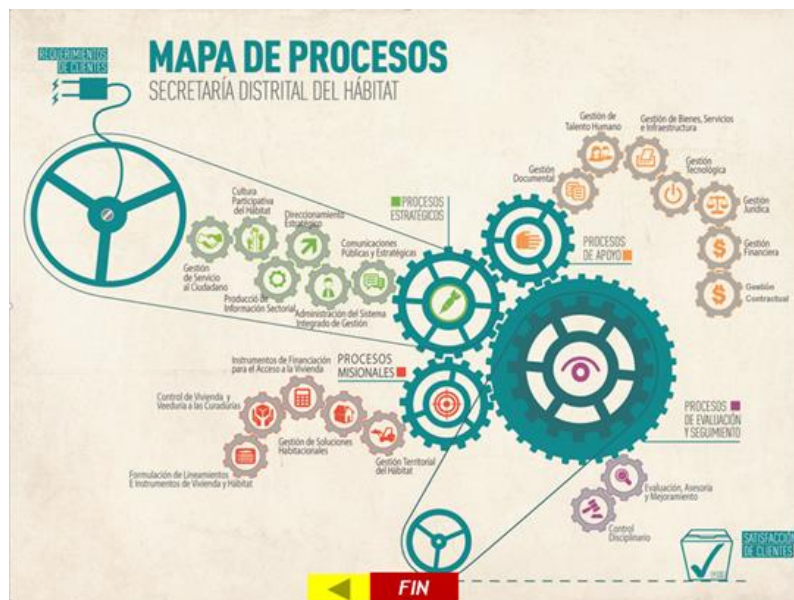 REQUERIMIENTOS
DE CLIENTES
MAPA DE PROCESOS
SECRETARÍA DISTRITAL DEL HÁBITAT
Gestión de
Talento Humano
Gestión de Bienes, Servicios
e Infraestructura
Gestión
Documental
Gestión
Tecnológica
Gestión
Jurídica
Gestión
Financiera
Gestión
Contractual
PROCESOS
DE APOYO
PROCESOS
ESTRATÉGICOS
Cultura
Participativa
del Hábitat
Direccionamiento
Estratégico
Comunicaciones
Públicas y Estratégicas
Gestión
de Servicio
al Ciudadano
Producció de
Información Sectorial
Administración del Sistema
Integrado de Gestión
PROCESOS
MISIONALES
Instrumentos de Financiación
para el Acceso a la Vivienda
Control de Vivienda y
Veeduría a las Curadurías
Gestión de Soluciones
Habitacionales
Gestión Territorial
del Hábitat
Formulación de Lineamientos
E Instrumentos de Vivienda y Hábitat
PROCESOS
DE EVALUACIÓN
Y SEGUIMIENTO
Evaluación, Asesoría
y Mejoramiento
Control
Disciplinario
SATISFACCIÓN
DE CLIENTES
FIN